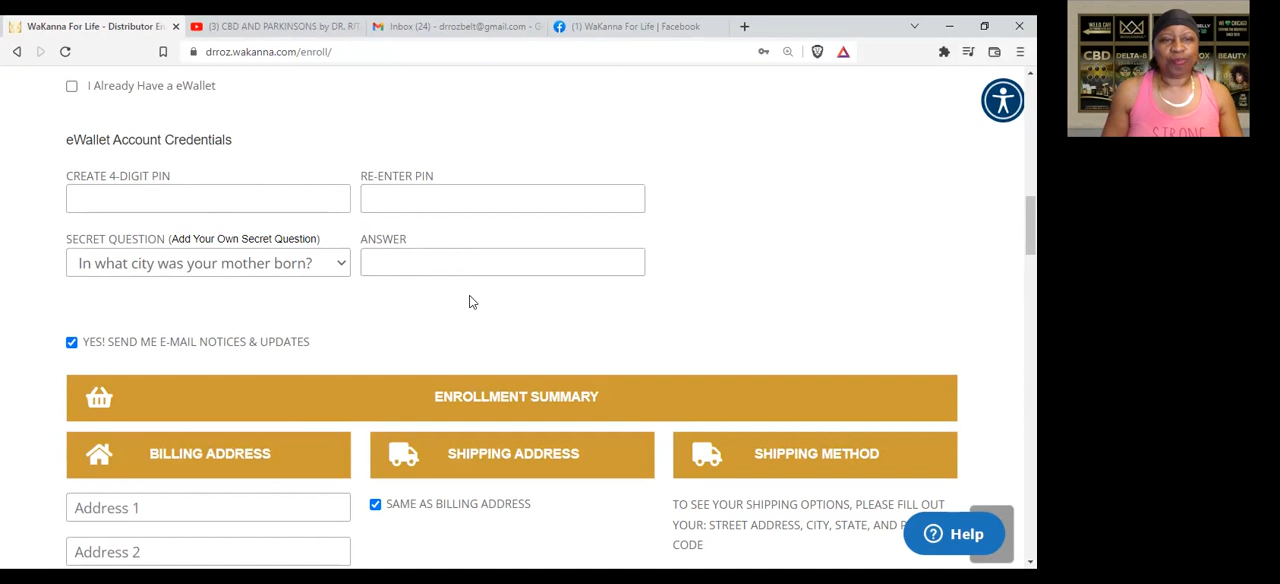 WaKanna For Life - Distributor En
(3) CBD AND PARKINSONS by DR. RIT
Inbox (24) - drrozbelt@gmail.com - G
(1) WaKanna For Life | Facebook
drroz.wakanna.com/enroll/
I Already Have a eWallet
eWallet Account Credentials
CREATE 4-DIGIT PIN
RE-ENTER PIN
SECRET QUESTION (Add Your Own Secret Question)
ANSWER
In what city was your mother born?
YES! SEND ME E-MAIL NOTICES & UPDATES
ENROLLMENT SUMMARY
BILLING ADDRESS
SHIPPING ADDRESS
SHIPPING METHOD
Address 1
SAME AS BILLING ADDRESS
TO SEE YOUR SHIPPING OPTIONS, PLEASE FILL OUT
YOUR: STREET ADDRESS, CITY, STATE, AND
CODE
Address 2
Help
CBD
DELTA-8
BEAUTY
STRONG